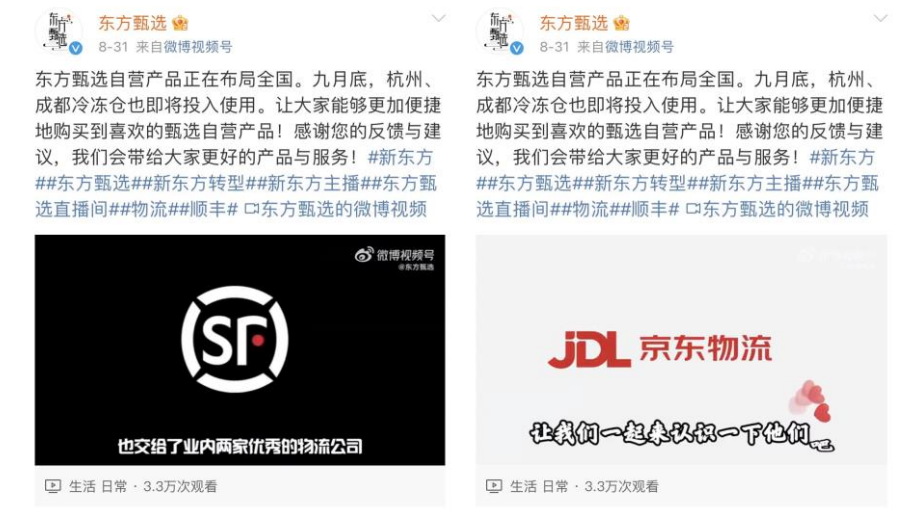 东方甄选
8-31 来自微博视频号
东方甄选自营产品正在布局全国。九月底，杭州、
成都冷冻仓也即将投入使用。让大家能够更加便捷
地购买到喜欢的甄选自营产品！感谢您的反馈与建
议，我们会带给大家更好的产品与服务！#新东方
##东方甄选##新东方转型##新东方主播##东方甄
选直播间##物流##顺丰# 东方甄选的微博视频
微博视频号
@东方甄选
SF
也交给了业内两家优秀的物流公司
生活 日常 · 3.3万次观看
东方甄选
8-31 来自微博视频号
东方甄选自营产品正在布局全国。九月底，杭州、
成都冷冻仓也即将投入使用。让大家能够更加便捷
地购买到喜欢的甄选自营产品！感谢您的反馈与建
议，我们会带给大家更好的产品与服务！#新东方
##东方甄选##新东方转型##新东方主播##东方甄
选直播间##物流##顺丰# 东方甄选的微博视频
JDL 京东物流
让我们一起来认识一下他们吧
生活 日常 · 3.3万次观看